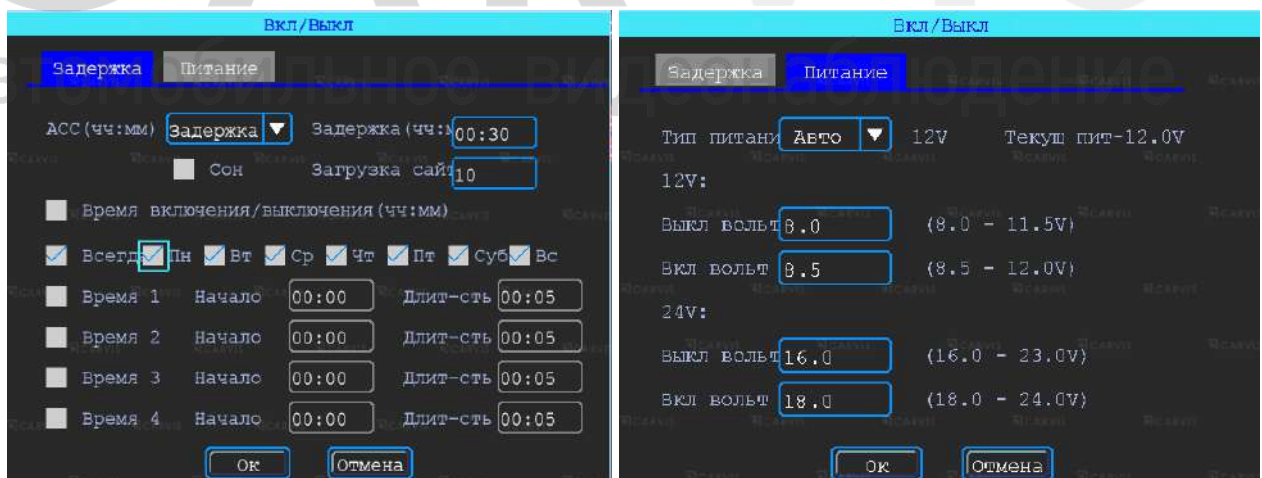 Вкл/Выкл
Задержка Питание
АСС(чч:мм) Задержка Задержка(чч: 00:30
Сон Загрузка сайт 10
Время включения/выключения(чч:мм)
Всегд Пн Вт Ср Чт Пт Суб Вс
Время 1 Начало 00:00 Длит-сть 00:05
Время 2 Начало 00:00 Длит-сть 00:05
Время 3 Начало 00:00 Длит-сть 00:05
Время 4 Начало 00:00 Длит-сть 00:05
Ок Отмена
Вкл/Выкл
Задержка Питание
Тип питани Авто 12V Текущ пит-12.0V
12V:
Выкл вольт 8.0 (8.0 - 11.5V)
Вкл вольт 8.5 (8.5 - 12.0V)
24V:
Выкл вольт 16.0 (16.0 - 23.0V)
Вкл вольт 18.0 (18.0 - 24.0V)
Ок Отмена
видеонаблюдение